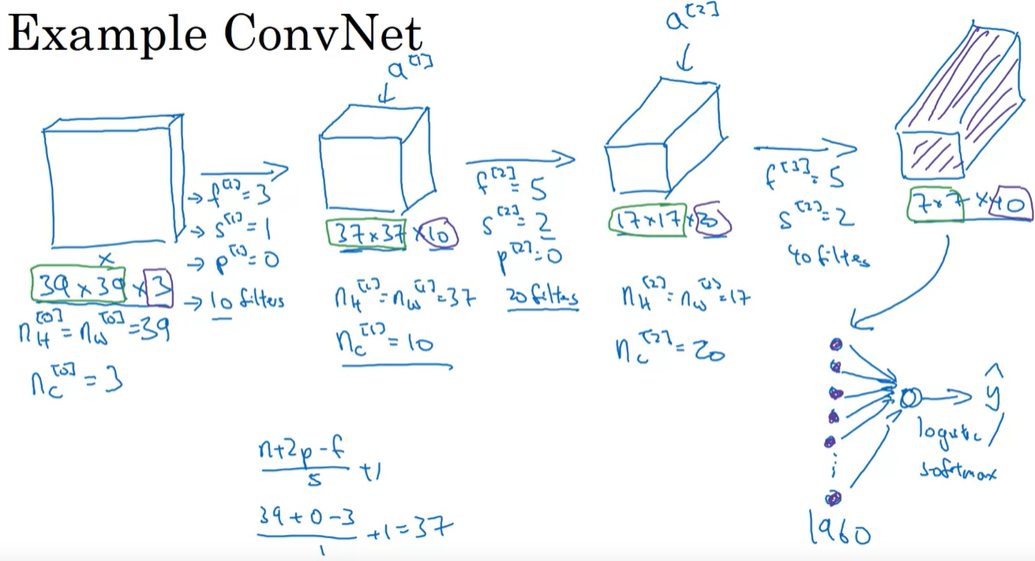 Example ConvNet
a^[1]
a^[2]
x
39 × 39 × 3
n_H^[0] = n_W^[0] = 39
n_C^[0] = 3
→ f^[1] = 3
→ s^[1] = 1
→ p^[1] = 0
→ 10 filters
37 × 37 × 10
n_H^[1] = n_W^[1] = 37
n_C^[1] = 10
f^[2] = 5
s^[2] = 2
p^[2] = 0
20 filters
17 × 17 × 20
n_H^[2] = n_W^[2] = 17
n_C^[2] = 20
f^[3] = 5
s^[2] = 2
40 filters
7 × 7 × 40
ŷ
logistic/
softmax
1960
(n + 2p - f)/s + 1
(39 + 0 - 3)/1 + 1 = 37